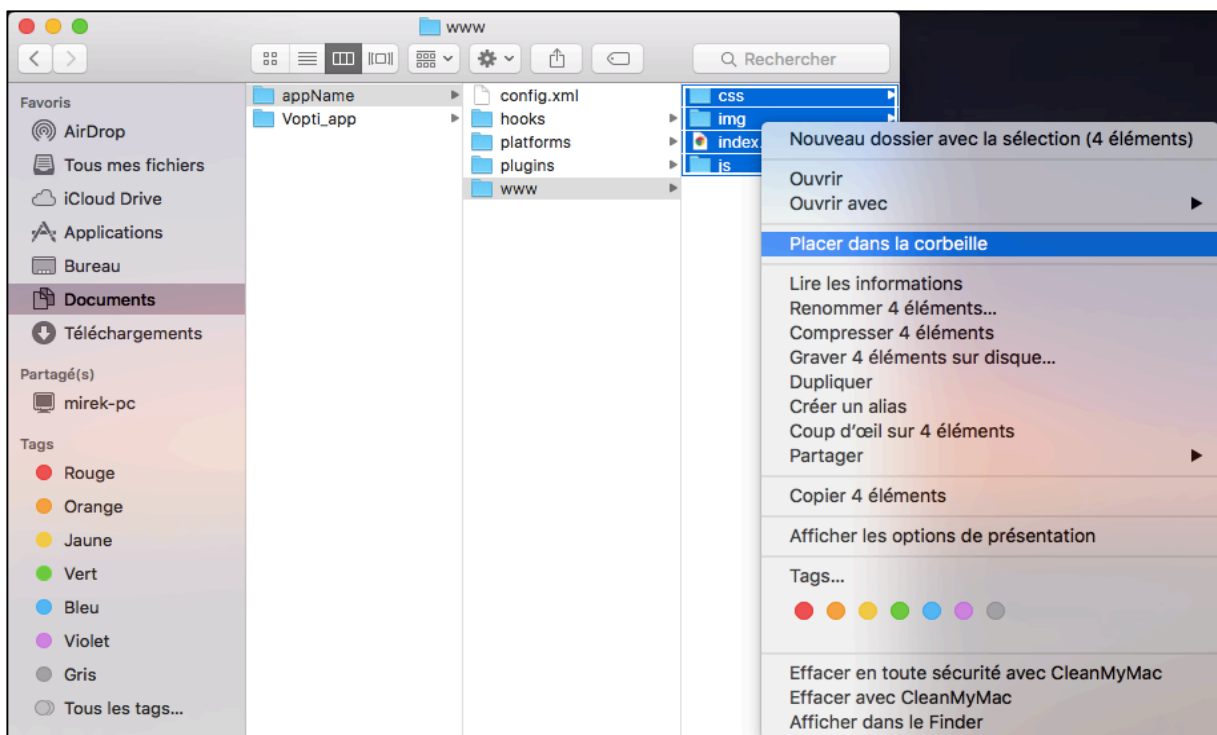 www
Rechercher
Favoris
AirDrop
Tous mes fichiers
iCloud Drive
Applications
Bureau
Documents
Téléchargements
Partagé(s)
mirek-pc
Tags
Rouge
Orange
Jaune
Vert
Bleu
Violet
Gris
Tous les tags...
appName
Vopti_app
config.xml
hooks
platforms
plugins
www
css
img
index.
js
Nouveau dossier avec la sélection (4 éléments)
Ouvrir
Ouvrir avec
Placer dans la corbeille
Lire les informations
Renommer 4 éléments...
Compresser 4 éléments
Graver 4 éléments sur disque...
Dupliquer
Créer un alias
Coup d’œil sur 4 éléments
Partager
Copier 4 éléments
Afficher les options de présentation
Tags...
Effacer en toute sécurité avec CleanMyMac
Effacer avec CleanMyMac
Afficher dans le Finder